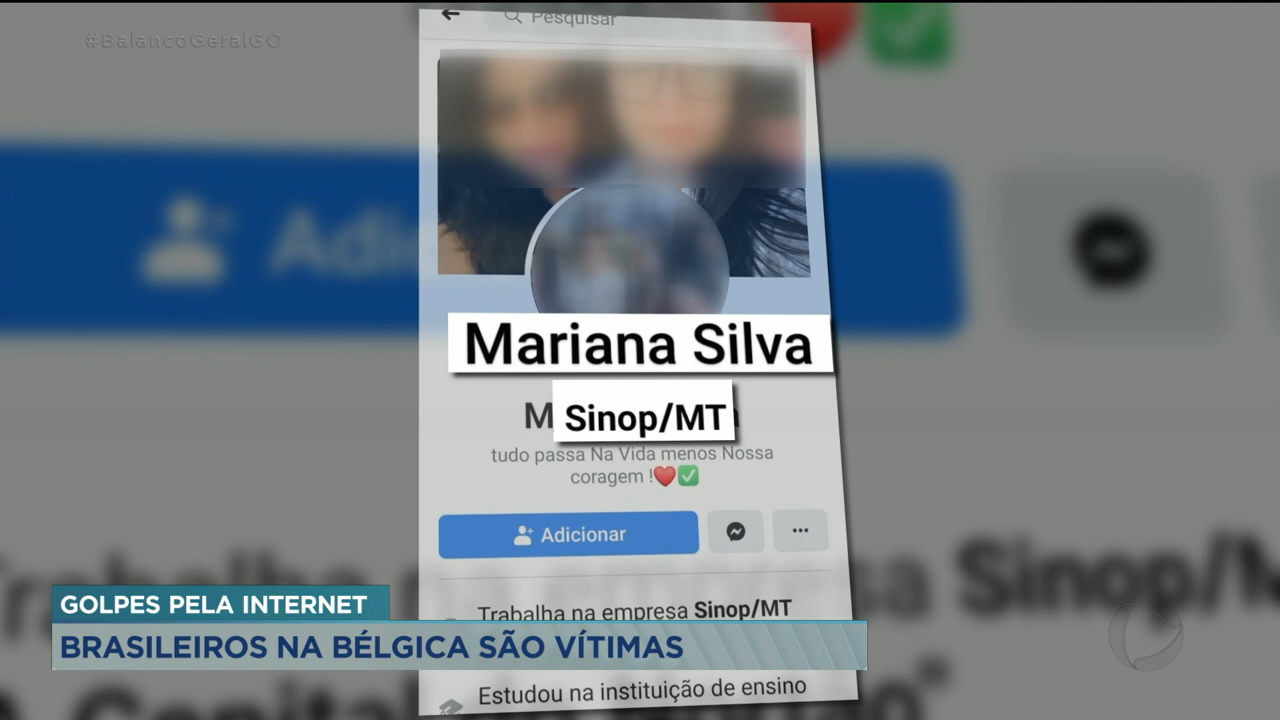 #BalancoGeralGO
Pesquisar
Adici
Mariana Silva
M
Sinop/MT
a
tudo passa Na Vida menos Nossa
coragem !❤️✅
Adicionar
Trabalha na empresa Sinop/MT
Estudou na instituição de ensino
GOLPES PELA INTERNET
BRASILEIROS NA BÉLGICA SÃO VÍTIMAS